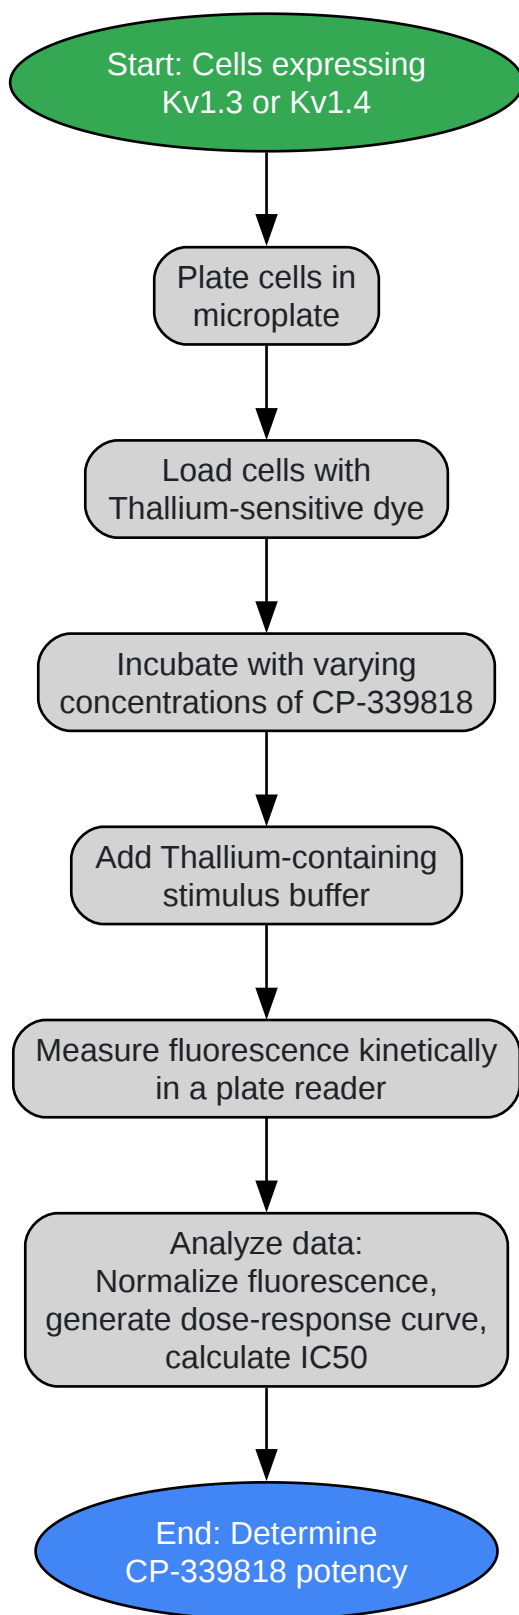 Start: Cells expressing
Kv1.3 or Kv1.4
Plate cells in
microplate
Load cells with
Thallium-sensitive dye
Incubate with varying
concentrations of CP-339818
Add Thallium-containing
stimulus buffer
Measure fluorescence kinetically
in a plate reader
Analyze data:
Normalize fluorescence,
generate dose-response curve,
calculate IC50
End: Determine
CP-339818 potency